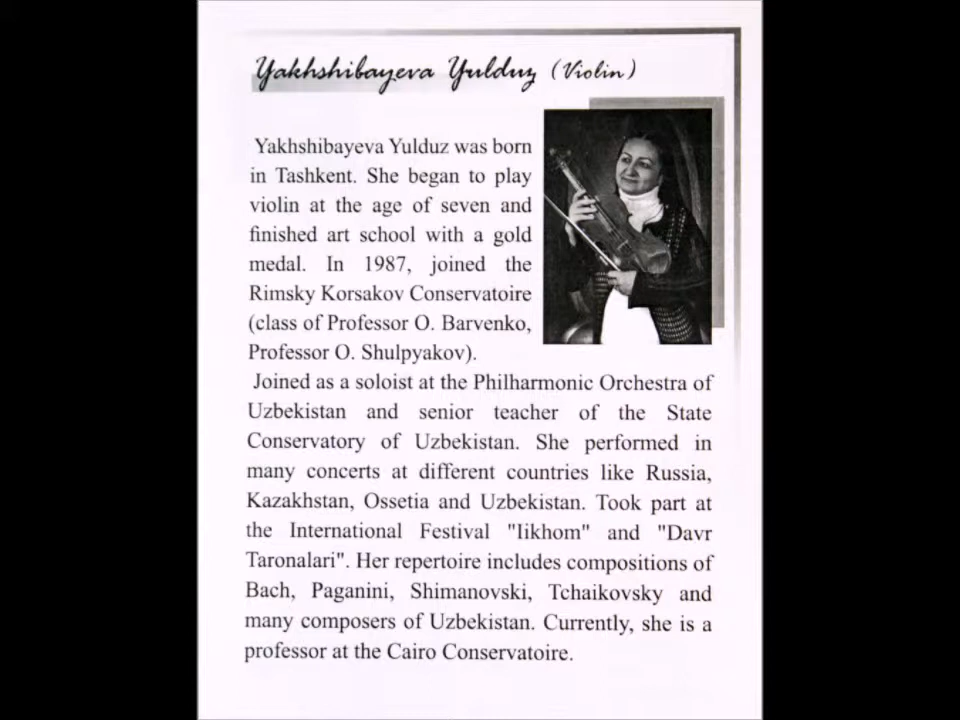 Yakhshibayeva Yulduz (Violin)
Yakhshibayeva Yulduz was born
in Tashkent. She began to play
violin at the age of seven and
finished art school with a gold
medal. In 1987, joined the
Rimsky Korsakov Conservatoire
(class of Professor O. Barvenko,
Professor O. Shulpyakov).
Joined as a soloist at the Philharmonic Orchestra of
Uzbekistan and senior teacher of the State
Conservatory of Uzbekistan. She performed in
many concerts at different countries like Russia,
Kazakhstan, Ossetia and Uzbekistan. Took part at
the International Festival "Iikhom" and "Davr
Taronalari". Her repertoire includes compositions of
Bach, Paganini, Shimanovski, Tchaikovsky and
many composers of Uzbekistan. Currently, she is a
professor at the Cairo Conservatoire.